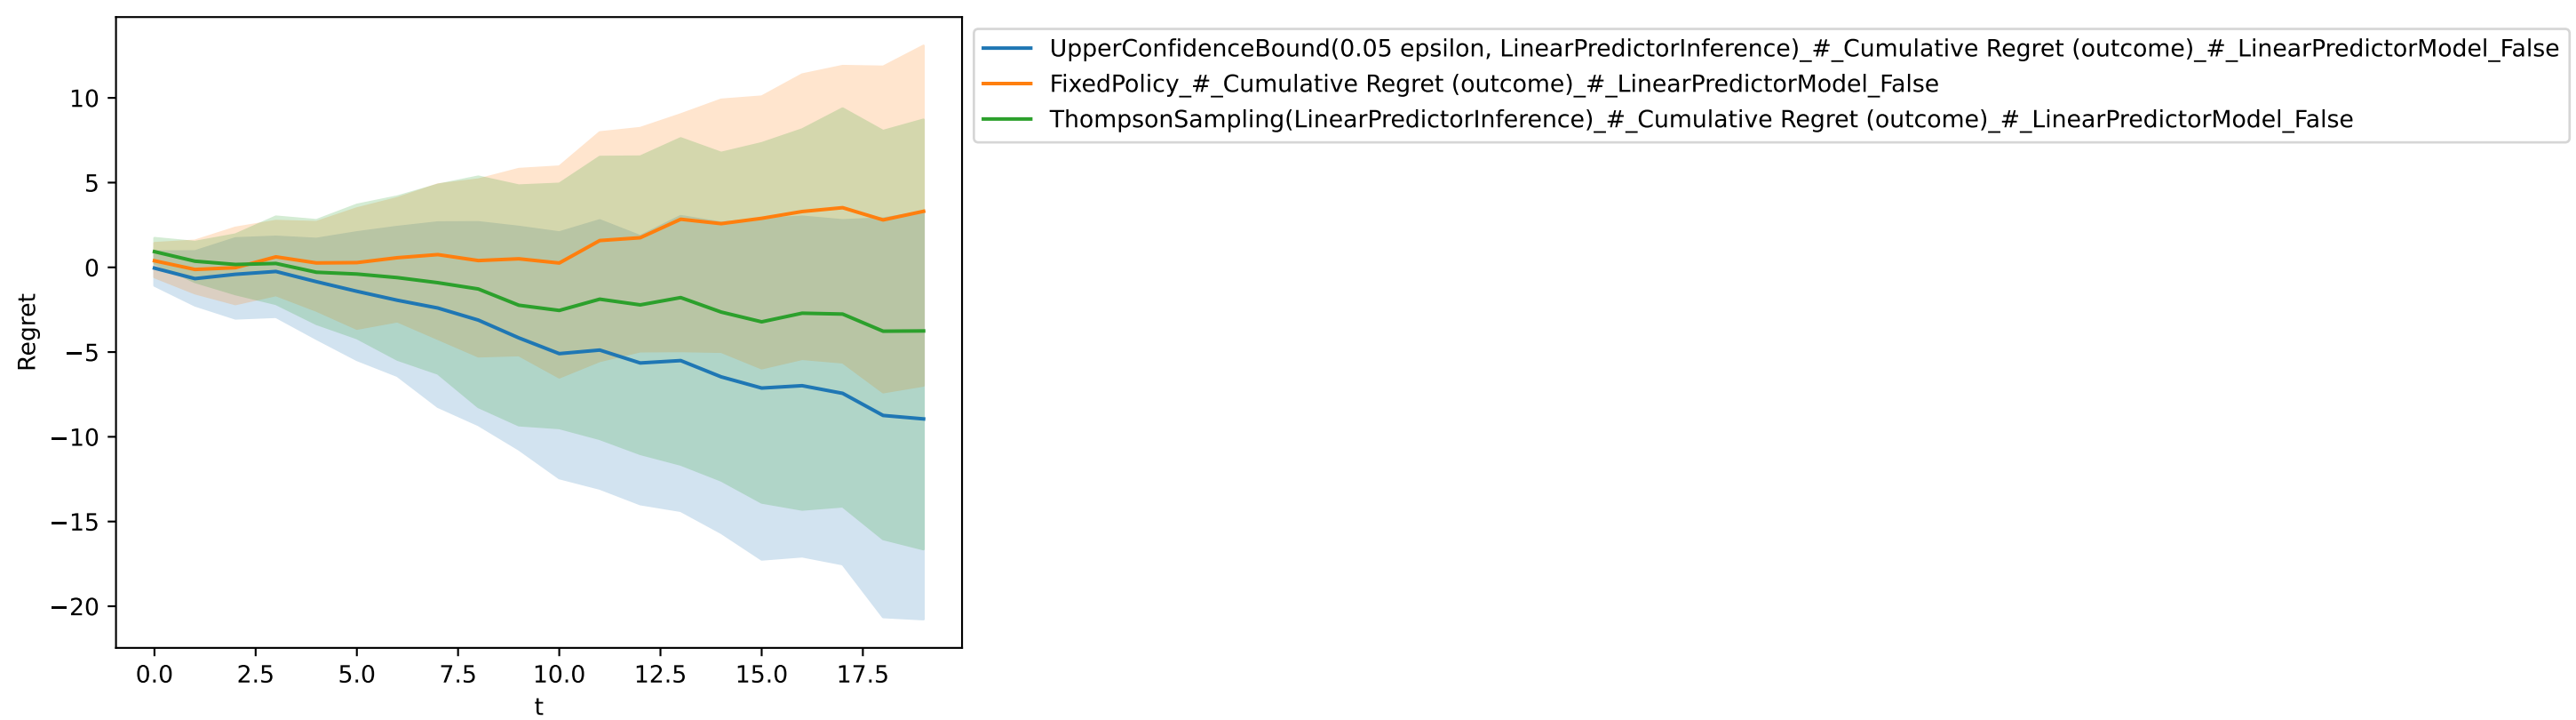 UpperConfidenceBound(0.05 epsilon, LinearPredictorInference)_#_Cumulative Regret (outcome)_#_LinearPredictorModel_False
FixedPolicy_#_Cumulative Regret (outcome)_#_LinearPredictorModel_False
ThompsonSampling(LinearPredictorInference)_#_Cumulative Regret (outcome)_#_LinearPredictorModel_False
Regret
10
5
0
−5
−10
−15
−20
0.0 2.5 5.0 7.5 10.0 12.5 15.0 17.5
t